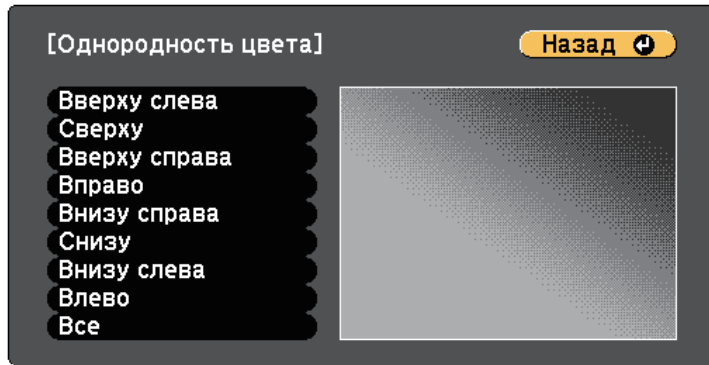 [Однородность цвета]
Назад
Вверху слева
Сверху
Вверху справа
Вправо
Внизу справа
Снизу
Внизу слева
Влево
Все